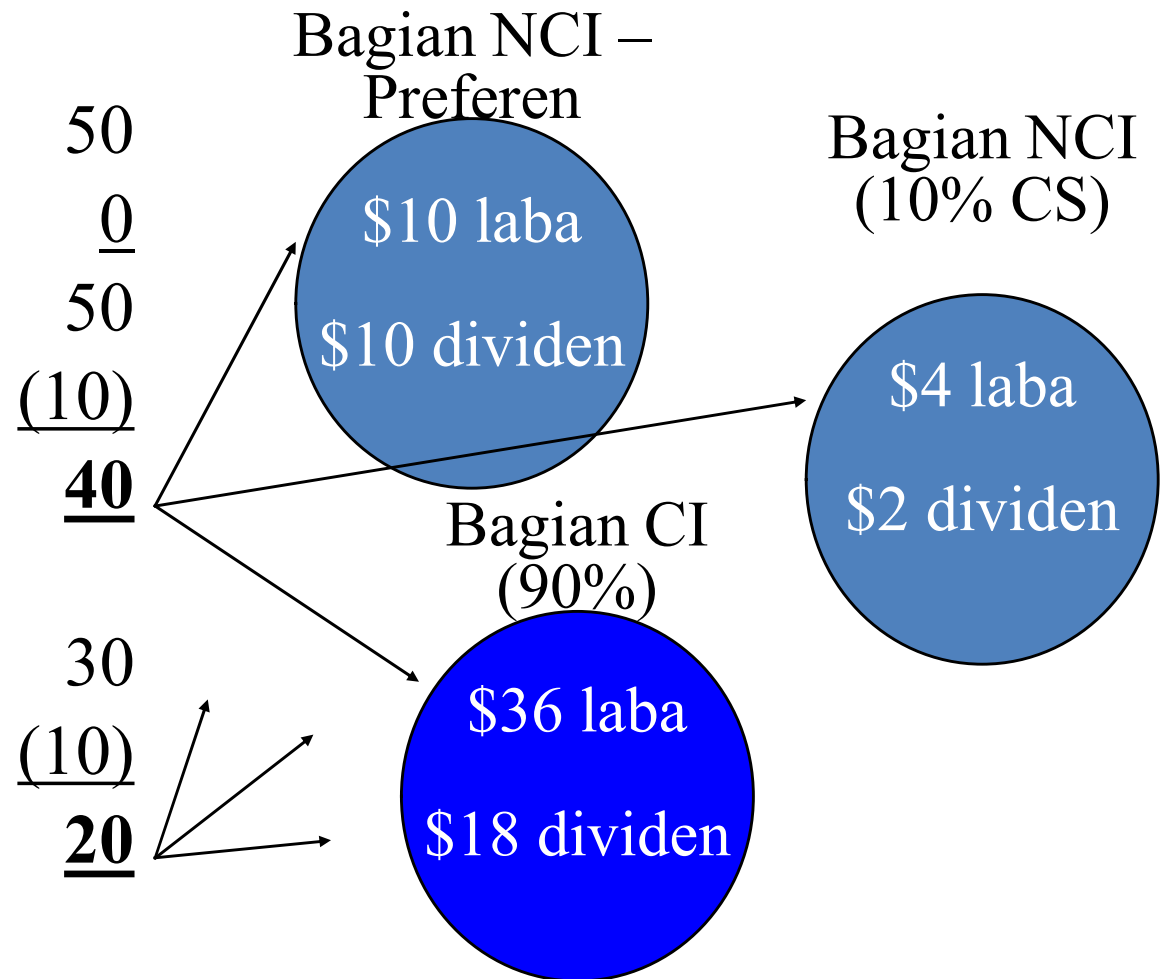 50
0
50
(10)
40
30
(10)
20
Bagian NCI –
Preferen
$10 laba
$10 dividen
Bagian NCI
(10% CS)
$4 laba
$2 dividen
Bagian CI
(90%)
$36 laba
$18 dividen